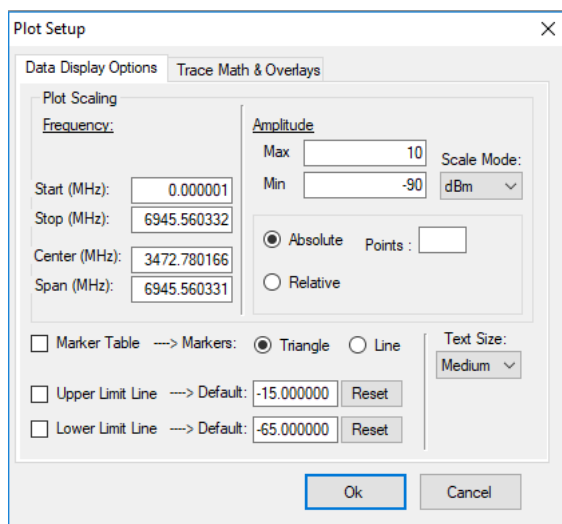 Plot Setup
Data Display Options
Trace Math & Overlays
Plot Scaling
Frequency:
Start (MHz): 0.000001
Stop (MHz): 6945.560332
Center (MHz): 3472.780166
Span (MHz): 6945.560331
Amplitude
Max 10
Min -90
Scale Mode:
dBm
Absolute
Points :
Relative
Marker Table ----> Markers: Triangle Line
Upper Limit Line ----> Default: -15.000000 Reset
Lower Limit Line ----> Default: -65.000000 Reset
Text Size:
Medium
Ok
Cancel